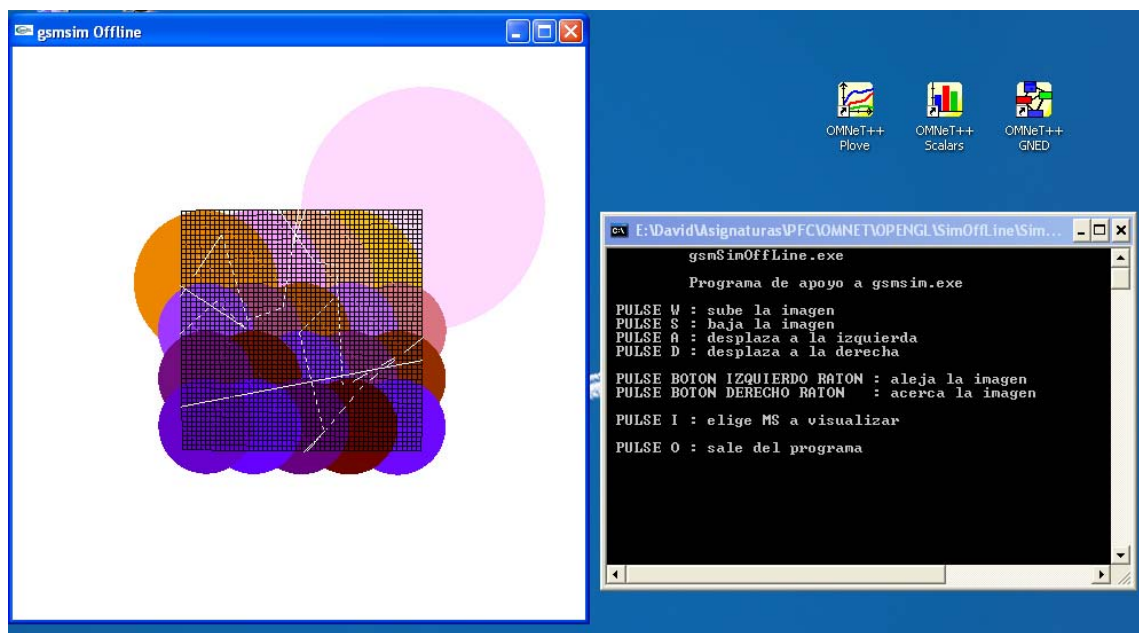 gsmsim Offline
OMNeT++
Plove
OMNeT++
Scalars
OMNeT++
GNED
E:\David\Asignaturas\PFC\OMNET\OPENGL\SimOffLine\Sim...
gsmSimOffLine.exe
Programa de apoyo a gsmsim.exe
PULSE W : sube la imagen
PULSE S : baja la imagen
PULSE A : desplaza a la izquierda
PULSE D : desplaza a la derecha
PULSE BOTON IZQUIERDO RATON : aleja la imagen
PULSE BOTON DERECHO RATON : acerca la imagen
PULSE I : elige MS a visualizar
PULSE O : sale del programa